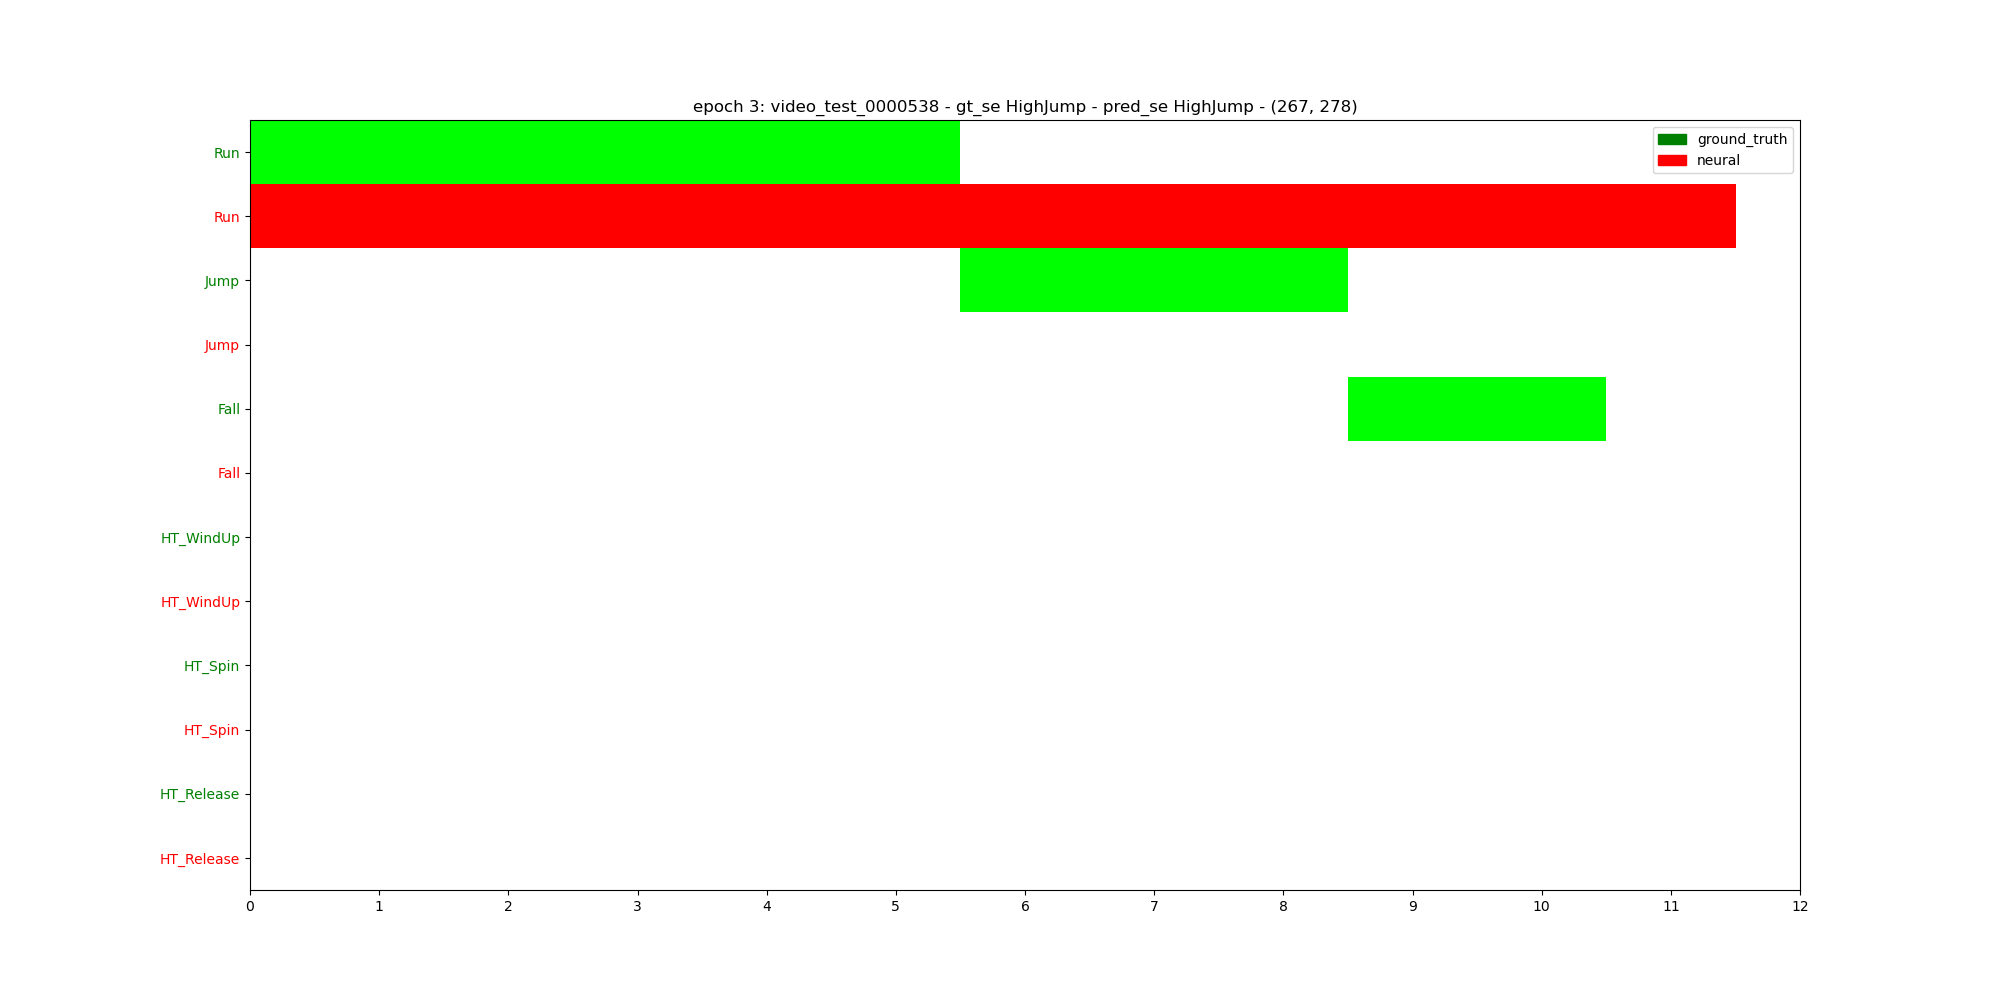 epoch 3: video_test_0000538 - gt_se HighJump - pred_se HighJump - (267, 278)
ground_truth
neural
Run
Run
Jump
Jump
Fall
Fall
HT_WindUp
HT_WindUp
HT_Spin
HT_Spin
HT_Release
HT_Release
0 1 2 3 4 5 6 7 8 9 10 11 12